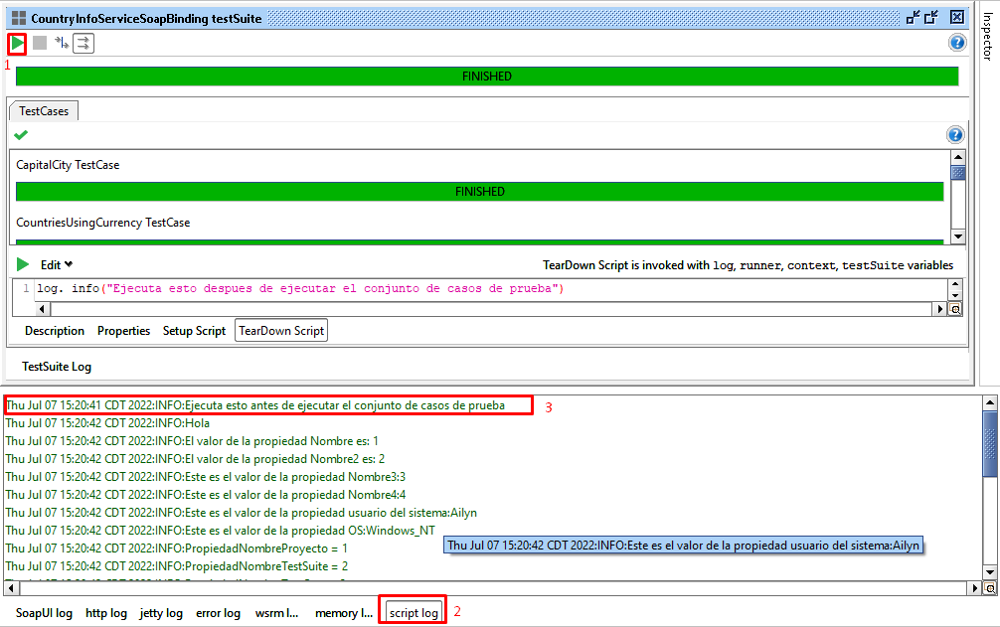 CountryInfoServiceSoapBinding testSuite
Inspector
1
FINISHED
TestCases
CapitalCity TestCase
FINISHED
CountriesUsingCurrency TestCase
Edit
TearDown Script is invoked with log, runner, context, testSuite variables
1 log. info("Ejecuta esto despues de ejecutar el conjunto de casos de prueba")
Description Properties Setup Script TearDown Script
TestSuite Log
Thu Jul 07 15:20:41 CDT 2022:INFO:Ejecuta esto antes de ejecutar el conjunto de casos de prueba 3
Thu Jul 07 15:20:42 CDT 2022:INFO:Hola
Thu Jul 07 15:20:42 CDT 2022:INFO:El valor de la propiedad Nombre es: 1
Thu Jul 07 15:20:42 CDT 2022:INFO:El valor de la propiedad Nombre2 es: 2
Thu Jul 07 15:20:42 CDT 2022:INFO:Este es el valor de la propiedad Nombre3:3
Thu Jul 07 15:20:42 CDT 2022:INFO:Este es el valor de la propiedad Nombre4:4
Thu Jul 07 15:20:42 CDT 2022:INFO:Este es el valor de la propiedad usuario del sistema:Ailyn
Thu Jul 07 15:20:42 CDT 2022:INFO:Este es el valor de la propiedad OS:Windows_NT
Thu Jul 07 15:20:42 CDT 2022:INFO:Este es el valor de la propiedad usuario del sistema:Ailyn
Thu Jul 07 15:20:42 CDT 2022:INFO:PropiedadNombreProyecto = 1
Thu Jul 07 15:20:42 CDT 2022:INFO:PropiedadNombreTestSuite = 2
SoapUI log http log jetty log error log wsrm l... memory l... script log 2